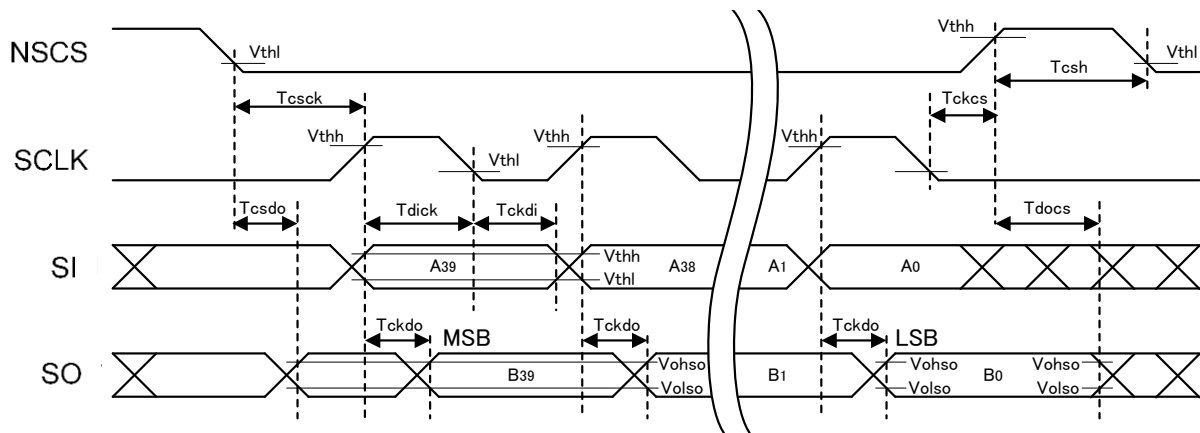 NSCS
Vthl
Vthh
Vthl
Tcsck
Tckcs
Tcsh
SCLK
Vthh
Vthl
Vthh
Vthh
Tcsdo
Tdick
Tckdi
Tdocs
SI
A39
Vthh
Vthl
A38
A1
A0
Tckdo
MSB
Tckdo
Tckdo
LSB
SO
B39
Vohso
Volso
B1
Vohso
Volso
B0
Vohso
Volso